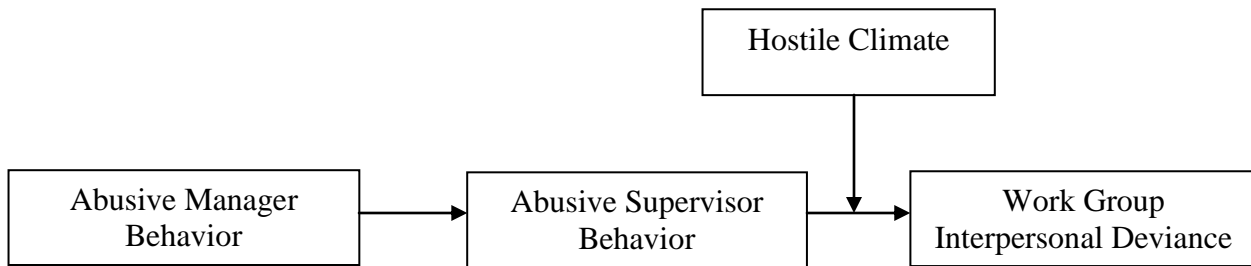 Hostile Climate
Abusive Manager
Behavior
Abusive Supervisor
Behavior
Work Group
Interpersonal Deviance